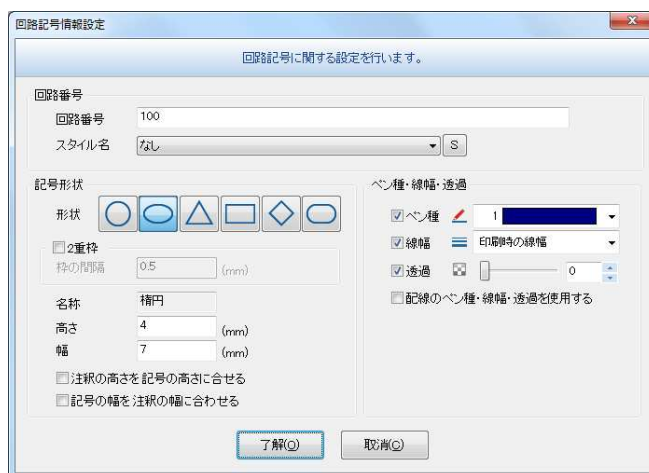 回路記号情報設定
回路記号に関する設定を行います。
回路番号
回路番号 100
スタイル名 なし S
記号形状
形状
2重枠
枠の間隔 0.5 (mm)
名称 楕円
高さ 4 (mm)
幅 7 (mm)
注釈の高さを記号の高さに合せる
記号の幅を注釈の幅に合わせる
ペン種・線幅・透過
ペン種 1
線幅 印刷時の線幅
透過 0
配線のペン種・線幅・透過を使用する
了解(O) 取消(C)